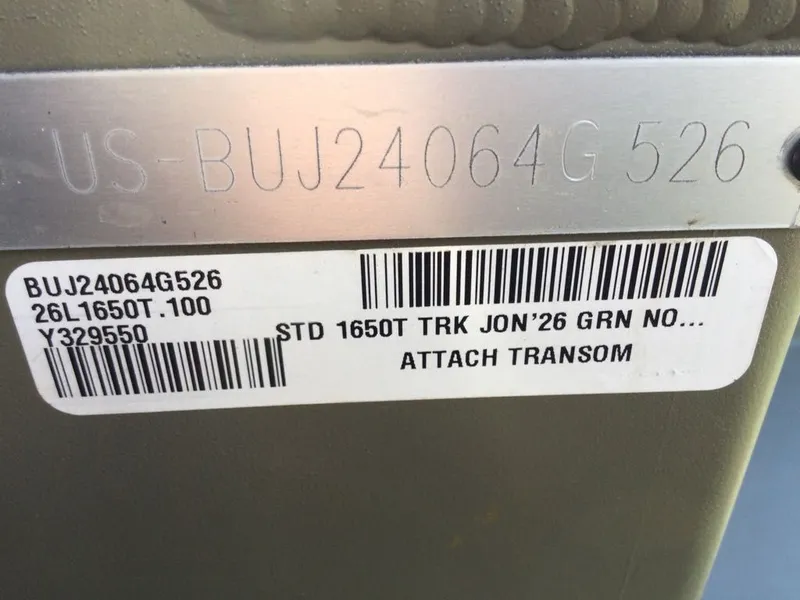 US-BUJ24064G526
BUJ24064G526
26L1650T.100
Y329550
STD 1650T TRK JON'26 GRN NO...
ATTACH TRANSOM